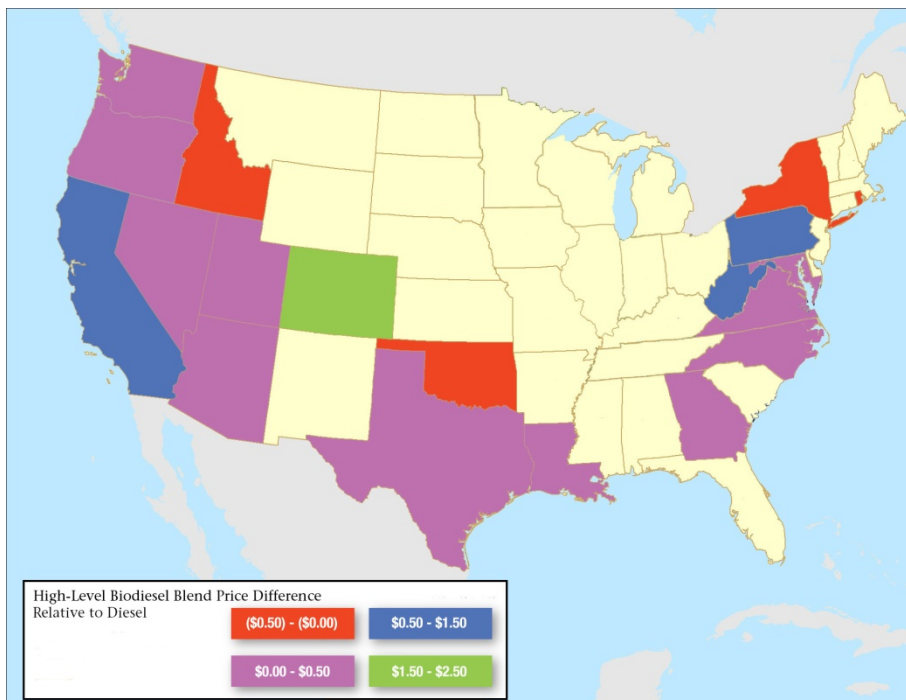 High-Level Biodiesel Blend Price Difference
Relative to Diesel
($0.50) - ($0.00)
$0.50 - $1.50
$0.00 - $0.50
$1.50 - $2.50